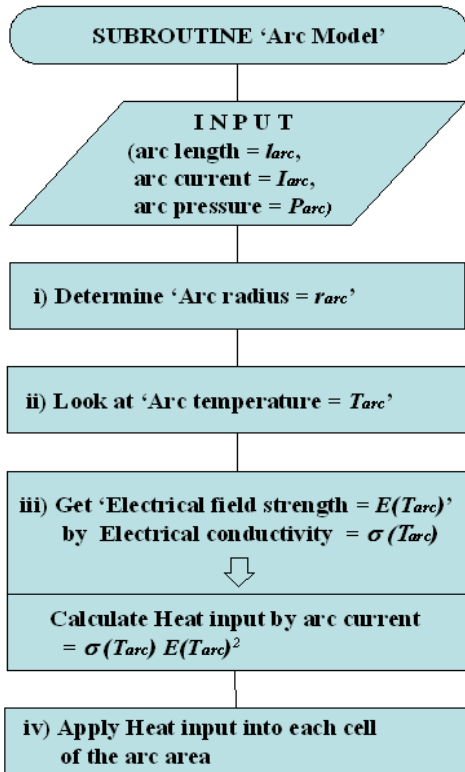 SUBROUTINE ‘Arc Model’
I N P U T
(arc length = larc,
arc current = Iarc,
arc pressure = Parc)
i) Determine ‘Arc radius = rarc’
ii) Look at ‘Arc temperature = Tarc’
iii) Get ‘Electrical field strength = E(Tarc)’
by Electrical conductivity = σ (Tarc)
Calculate Heat input by arc current
= σ (Tarc) E(Tarc)²
iv) Apply Heat input into each cell
of the arc area